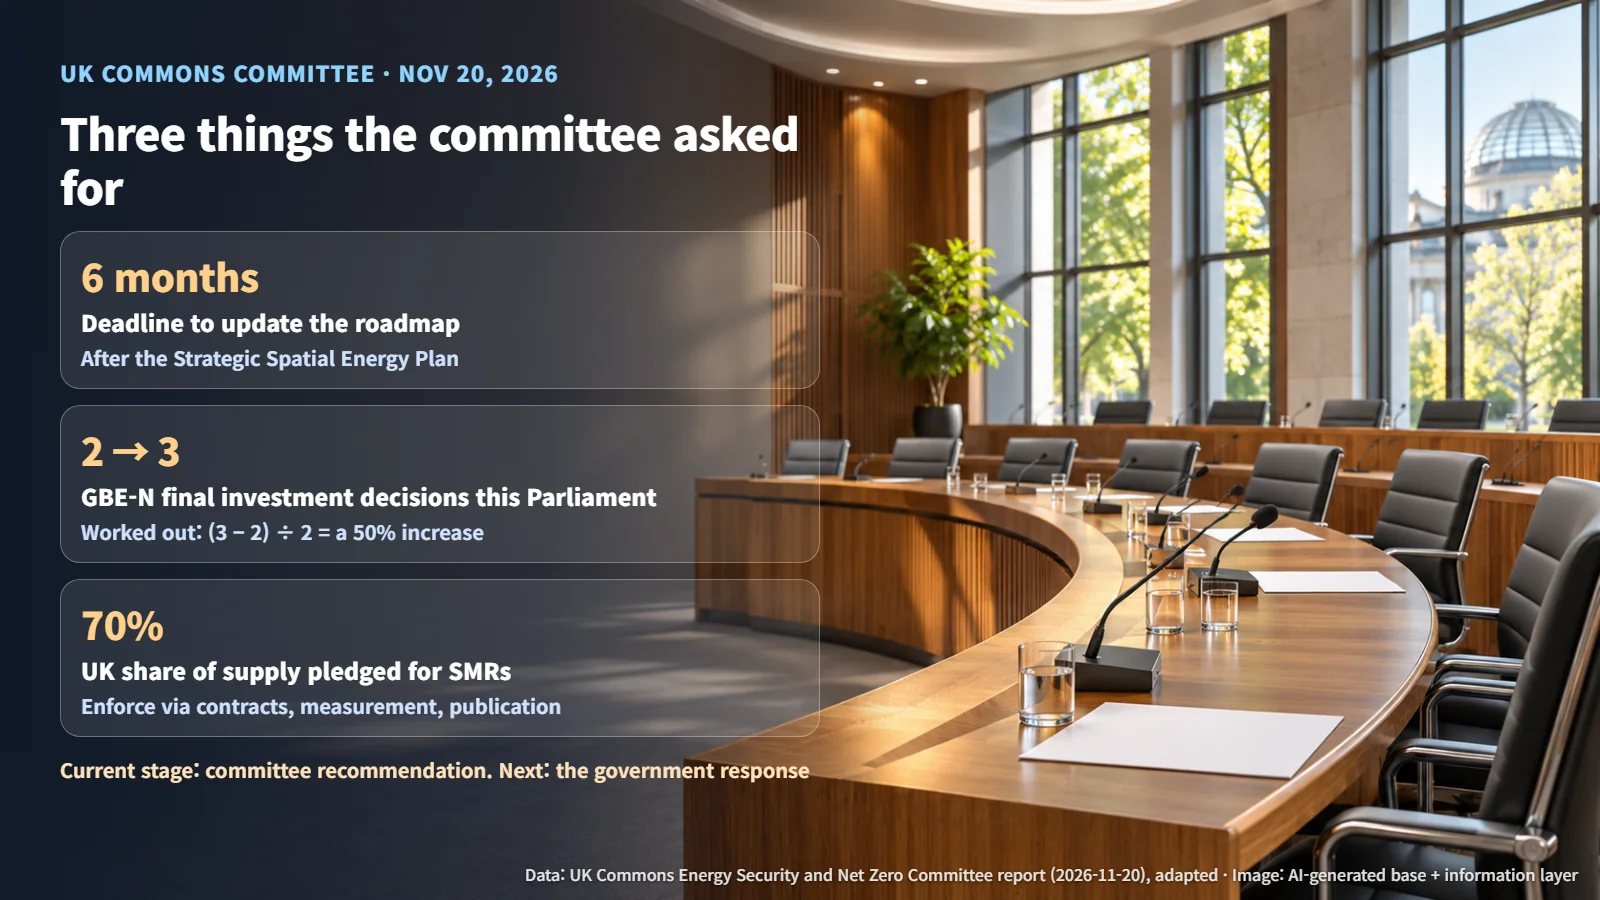 UK COMMONS COMMITTEE · NOV 20, 2026
Three things the committee asked
for
6 months
Deadline to update the roadmap
After the Strategic Spatial Energy Plan
2 → 3
GBE-N final investment decisions this Parliament
Worked out: (3 − 2) ÷ 2 = a 50% increase
70%
UK share of supply pledged for SMRs
Enforce via contracts, measurement, publication
Current stage: committee recommendation. Next: the government response
Data: UK Commons Energy Security and Net Zero Committee report (2026-11-20), adapted · Image: AI-generated base + information layer